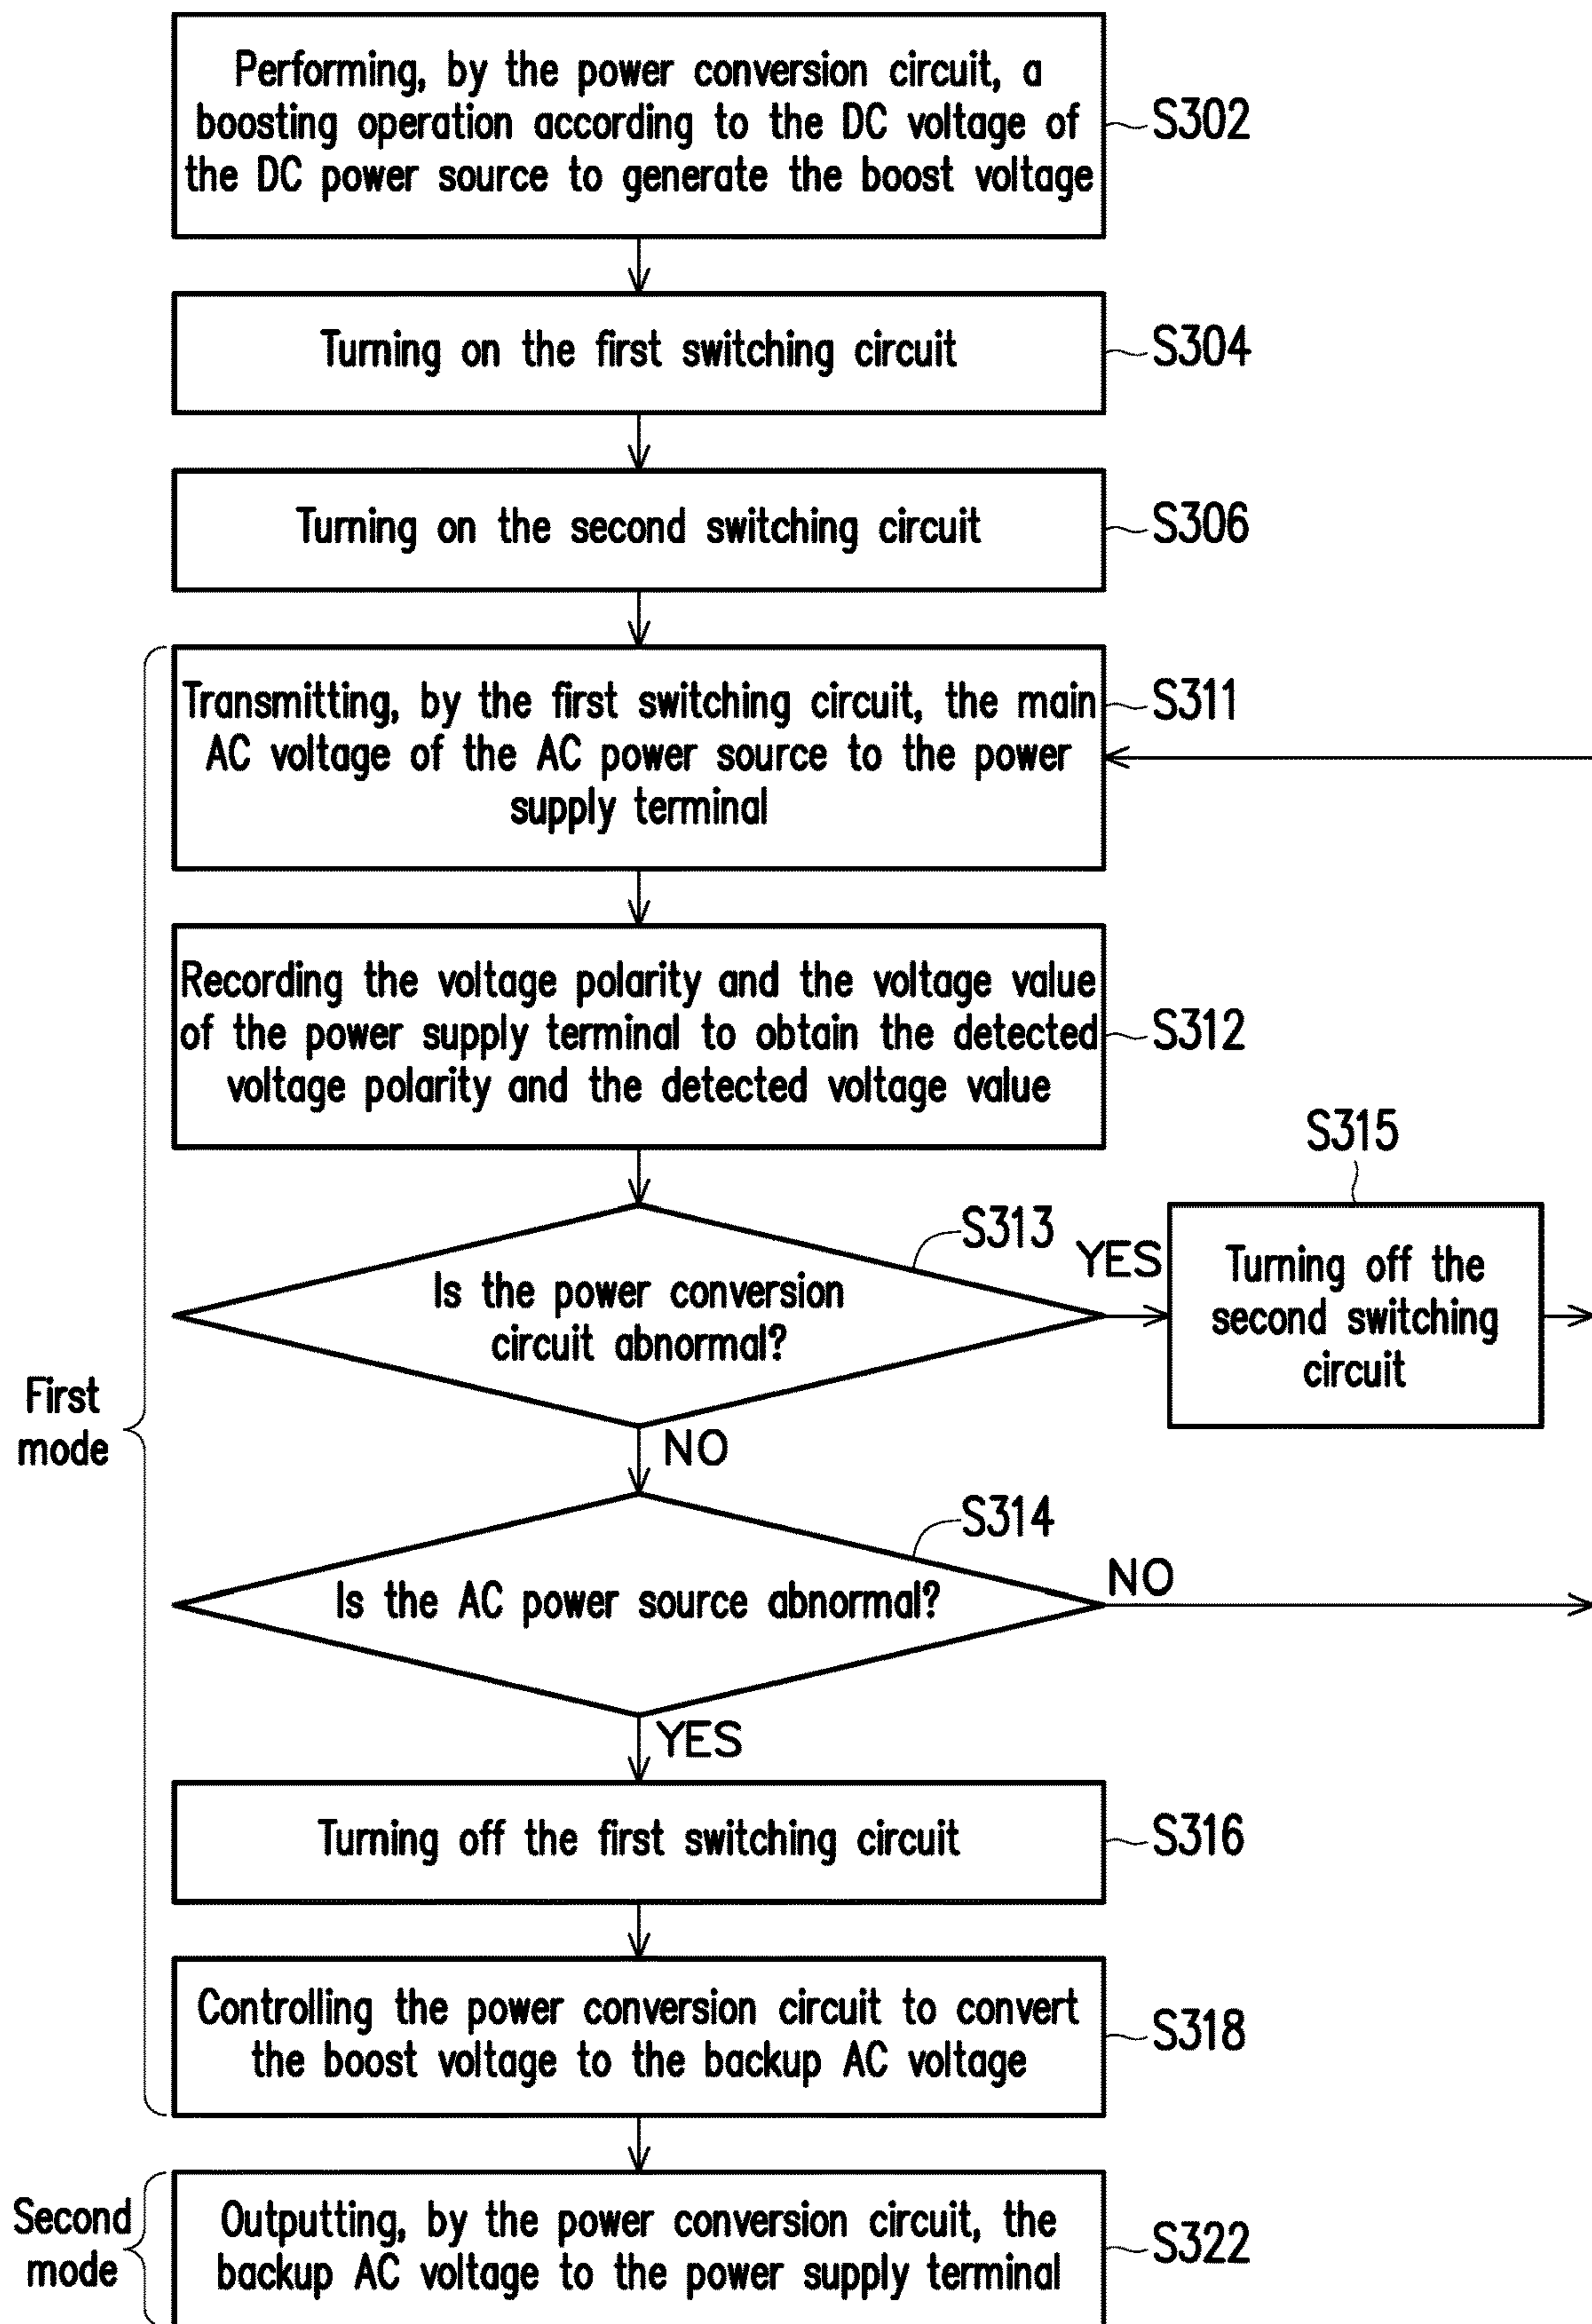 Performing, by the power conversion circuit, a
boosting operation according to the DC voltage of
the DC power source to generate the boost voltage
S302
Turning on the first switching circuit
S304
Turning on the second switching circuit
S306
Transmitting, by the first switching circuit, the main
AC voltage of the AC power source to the power
supply terminal
S311
Recording the voltage polarity and the voltage value
of the power supply terminal to obtain the detected
voltage polarity and the detected voltage value
S312
Is the power conversion
circuit abnormal?
S313
YES
S315
Turning off the
second switching
circuit
First
mode
NO
Is the AC power source abnormal?
S314
NO
YES
Turning off the first switching circuit
S316
Controlling the power conversion circuit to convert
the boost voltage to the backup AC voltage
S318
Second
mode
Outputting, by the power conversion circuit, the
backup AC voltage to the power supply terminal
S322